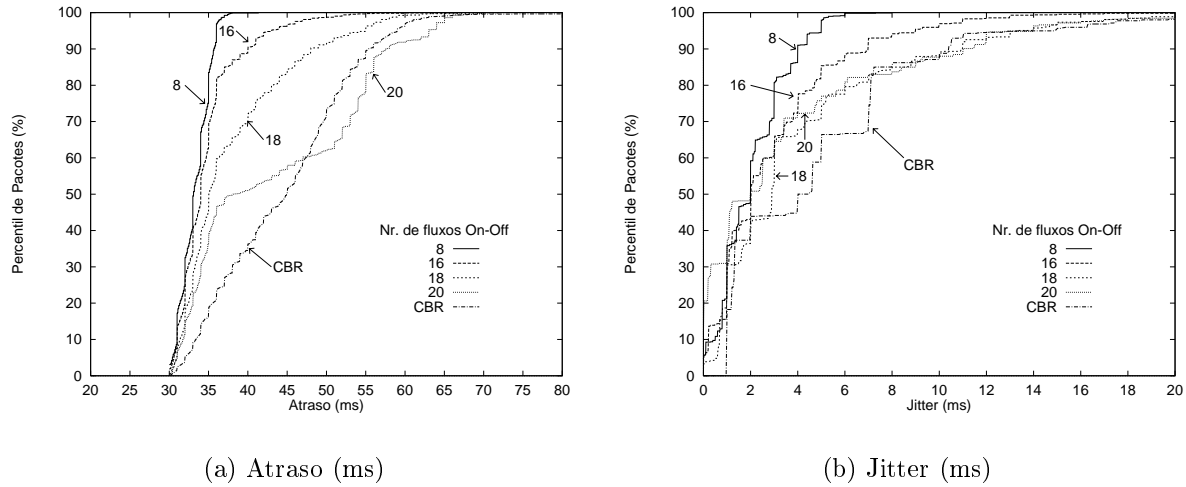 100
90
80
70
60
50
40
30
20
10
0
Percentil de Pacotes (%)
20 25 30 35 40 45 50 55 60 65 70 75 80
Atraso (ms)
16
8
18
20
CBR
Nr. de fluxos On-Off
8
16
18
20
CBR
(a) Atraso (ms)
100
90
80
70
60
50
40
30
20
10
0
Percentil de Pacotes (%)
0 2 4 6 8 10 12 14 16 18 20
Jitter (ms)
8
16
20
18
CBR
Nr. de fluxos On-Off
8
16
18
20
CBR
(b) Jitter (ms)